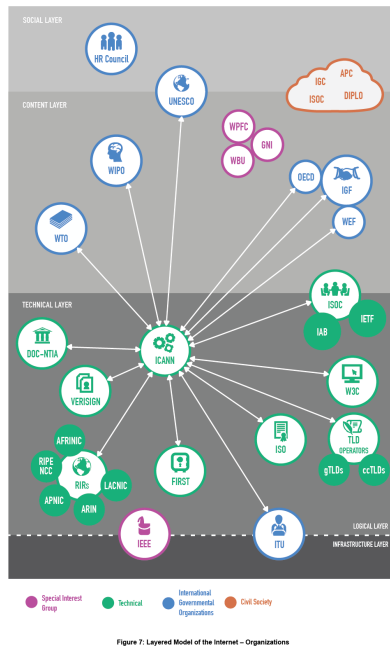 SOCIAL LAYER
HR Council
UNESCO
IGC
APC
ISOC
DIPLO
CONTENT LAYER
WPFC
GNI
WBU
WIPO
OECD
IGF
WEF
WTO
TECHNICAL LAYER
ISOC
IAB
IETF
DOC-NTIA
ICANN
VERISIGN
W3C
AFRINIC
RIPE
NCC
RIRs
LACNIC
APNIC
ARIN
FIRST
ISO
TLD
OPERATORS
gTLDs
ccTLDs
LOGICAL LAYER
INFRASTRUCTURE LAYER
IEEE
ITU
Special Interest
Group
Technical
International
Governmental
Organizations
Civil Society
Figure 7: Layered Model of the Internet – Organizations